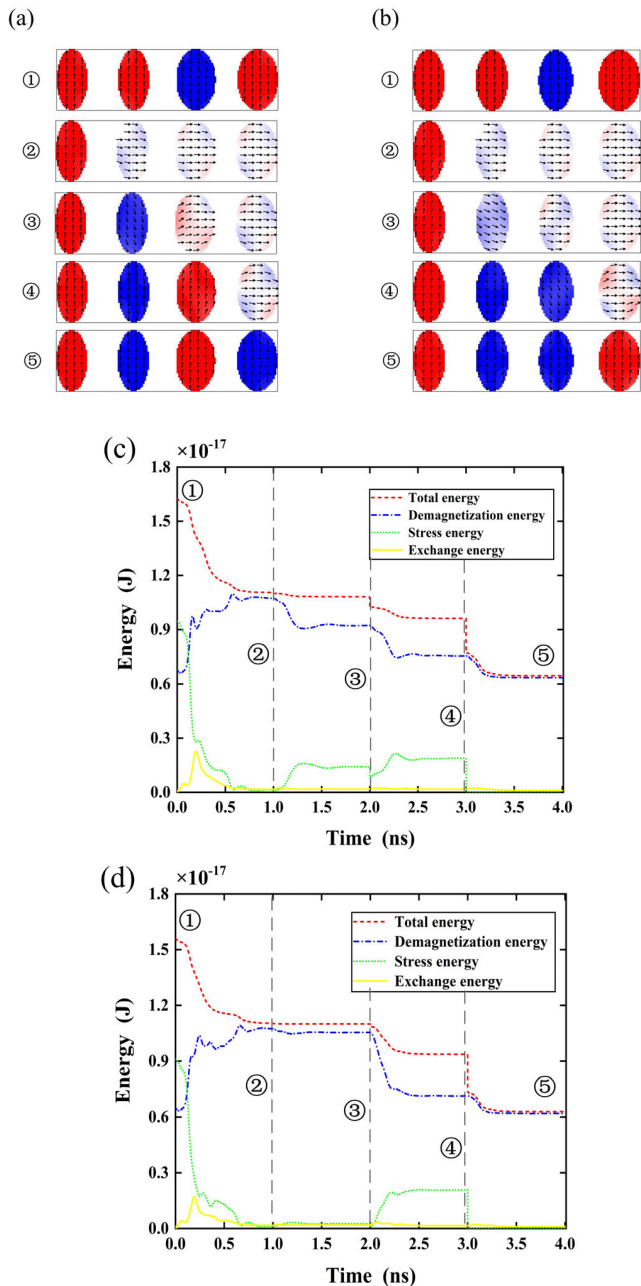 (a) (b)
① ①
② ②
③ ③
④ ④
⑤ ⑤
(c)
×10⁻¹⁷
1.8
1.5
1.2
0.9
0.6
0.3
0.0
Energy (J)
①
②
③
④
⑤
Total energy
Demagnetization energy
Stress energy
Exchange energy
0.0 0.5 1.0 1.5 2.0 2.5 3.0 3.5 4.0
Time (ns)
(d)
×10⁻¹⁷
1.8
1.5
1.2
0.9
0.6
0.3
0.0
Energy (J)
①
②
③
④
⑤
Total energy
Demagnetization energy
Stress energy
Exchange energy
0.0 0.5 1.0 1.5 2.0 2.5 3.0 3.5 4.0
Time (ns)